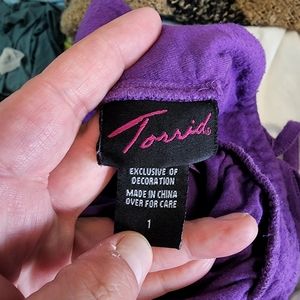 Torrid
EXCLUSIVE OF
DECORATION
MADE IN CHINA
OVER FOR CARE
1